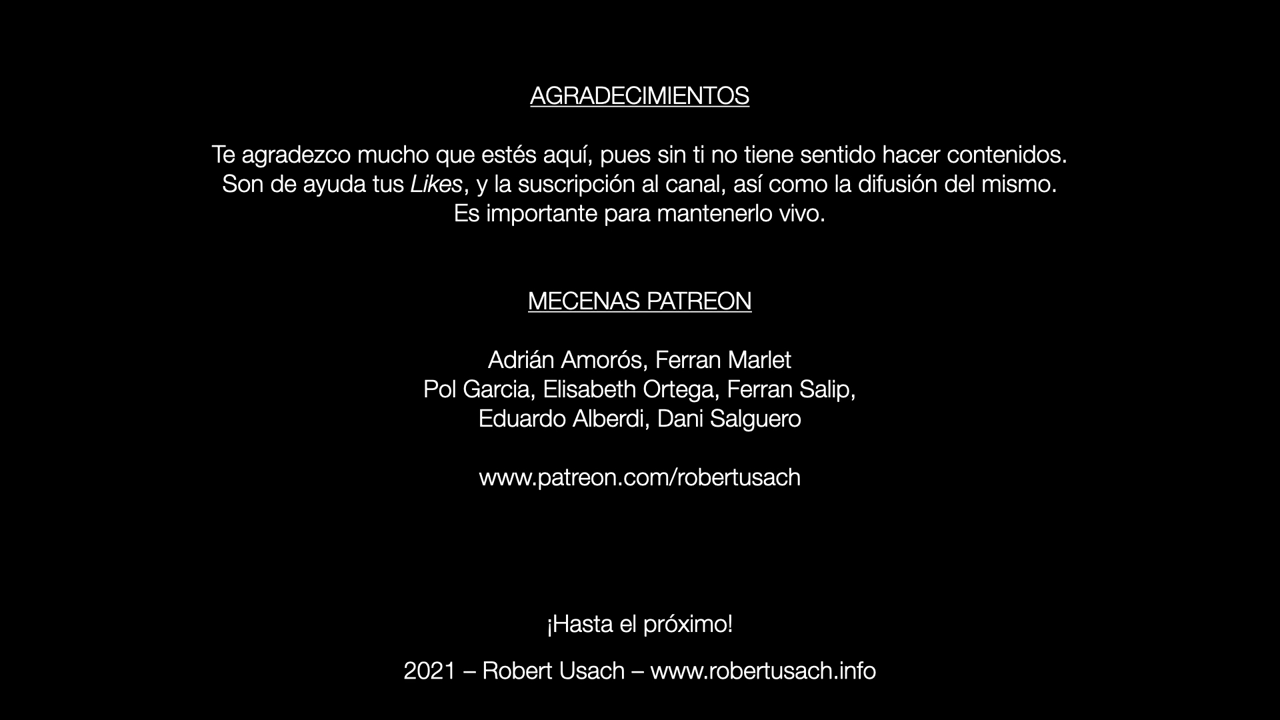 AGRADECIMIENTOS
Te agradezco mucho que estés aquí, pues sin ti no tiene sentido hacer contenidos.
Son de ayuda tus Likes, y la suscripción al canal, así como la difusión del mismo.
Es importante para mantenerlo vivo.
MECENAS PATREON
Adrián Amorós, Ferran Marlet
Pol Garcia, Elisabeth Ortega, Ferran Salip,
Eduardo Alberdi, Dani Salguero
www.patreon.com/robertusach
¡Hasta el próximo!
2021 – Robert Usach – www.robertusach.info